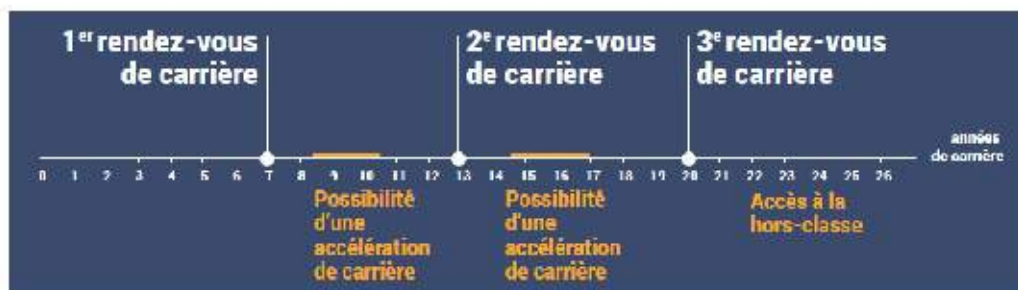 1er rendez-vous
de carrière
2e rendez-vous
de carrière
3e rendez-vous
de carrière
années
de carrière
0 1 2 3 4 5 6 7 8 9 10 11 12 13 14 15 16 17 18 19 20 21 22 23 24 25 26
Possibilité
d'une
accélération
de carrière
Possibilité
d'une
accélération
de carrière
Accès à la
hors-classe